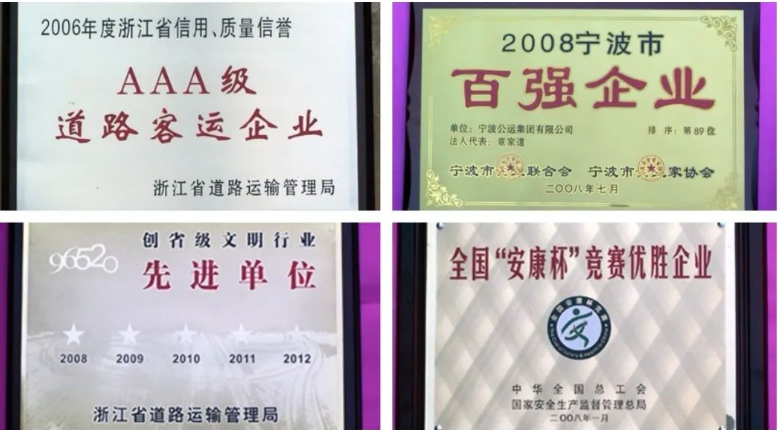 2006年度浙江省信用、质量信誉
AAA级
道路客运企业
浙江省道路运输管理局
2008宁波市
百强企业
单位：宁波公运集团有限公司 排 序：第89位
法人代表：章家道
宁波市 联合会 宁波市 家协会
二〇〇八年七月
96520
创省级文明行业
先进单位
2008 2009 2010 2011 2012
浙江省道路运输管理局
全国“安康杯”竞赛优胜企业
中华全国总工会
国家安全生产监督管理总局
二〇〇八年一月